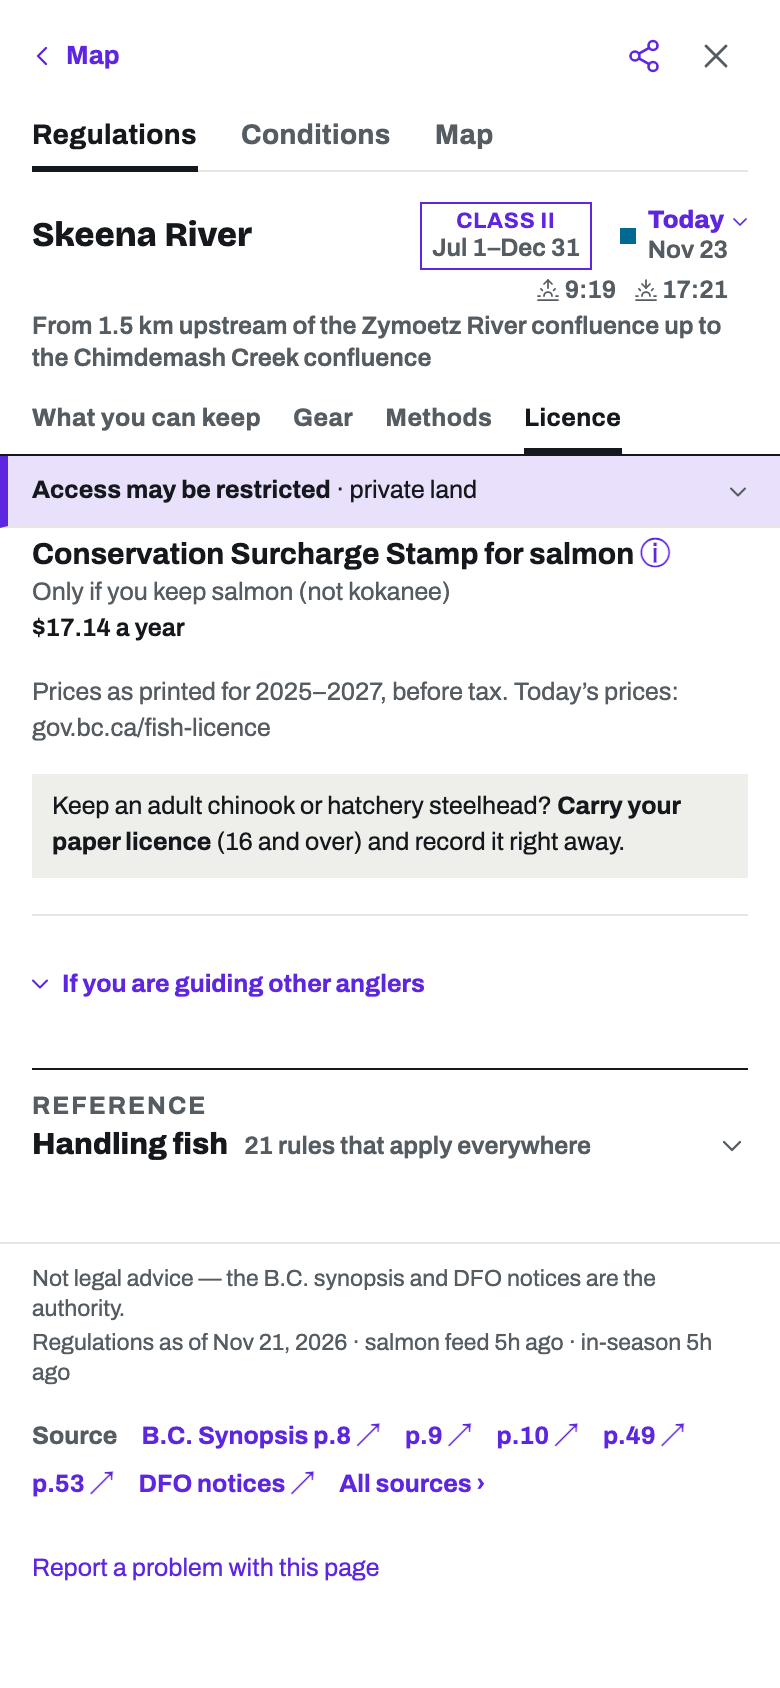 Map
Regulations Conditions Map
Skeena River
CLASS II
Jul 1–Dec 31
Today
Nov 23
9:19 17:21
From 1.5 km upstream of the Zymoetz River confluence up to
the Chimdemash Creek confluence
What you can keep Gear Methods Licence
Access may be restricted · private land
Conservation Surcharge Stamp for salmon
Only if you keep salmon (not kokanee)
$17.14 a year
Prices as printed for 2025–2027, before tax. Today’s prices:
gov.bc.ca/fish-licence
Keep an adult chinook or hatchery steelhead? Carry your
paper licence (16 and over) and record it right away.
If you are guiding other anglers
REFERENCE
Handling fish 21 rules that apply everywhere
Not legal advice — the B.C. synopsis and DFO notices are the
authority.
Regulations as of Nov 21, 2026 · salmon feed 5h ago · in-season 5h
ago
Source B.C. Synopsis p.8 ↗ p.9 ↗ p.10 ↗ p.49 ↗
p.53 ↗ DFO notices ↗ All sources ›
Report a problem with this page